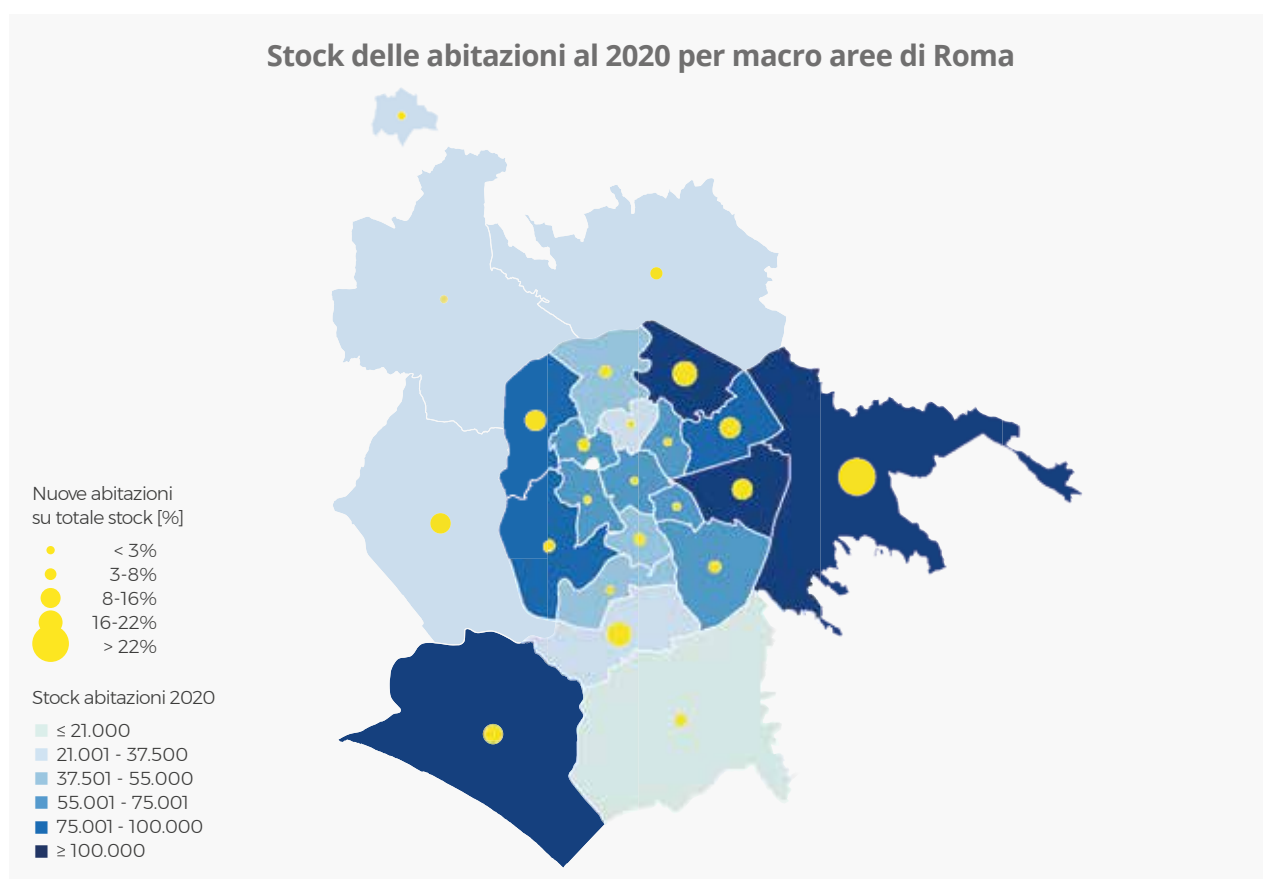 Stock delle abitazioni al 2020 per macro aree di Roma
Nuove abitazioni
su totale stock [%]
< 3%
3-8%
8-16%
16-22%
> 22%
Stock abitazioni 2020
≤ 21.000
21.001 - 37.500
37.501 - 55.000
55.001 - 75.001
75.001 - 100.000
≥ 100.000